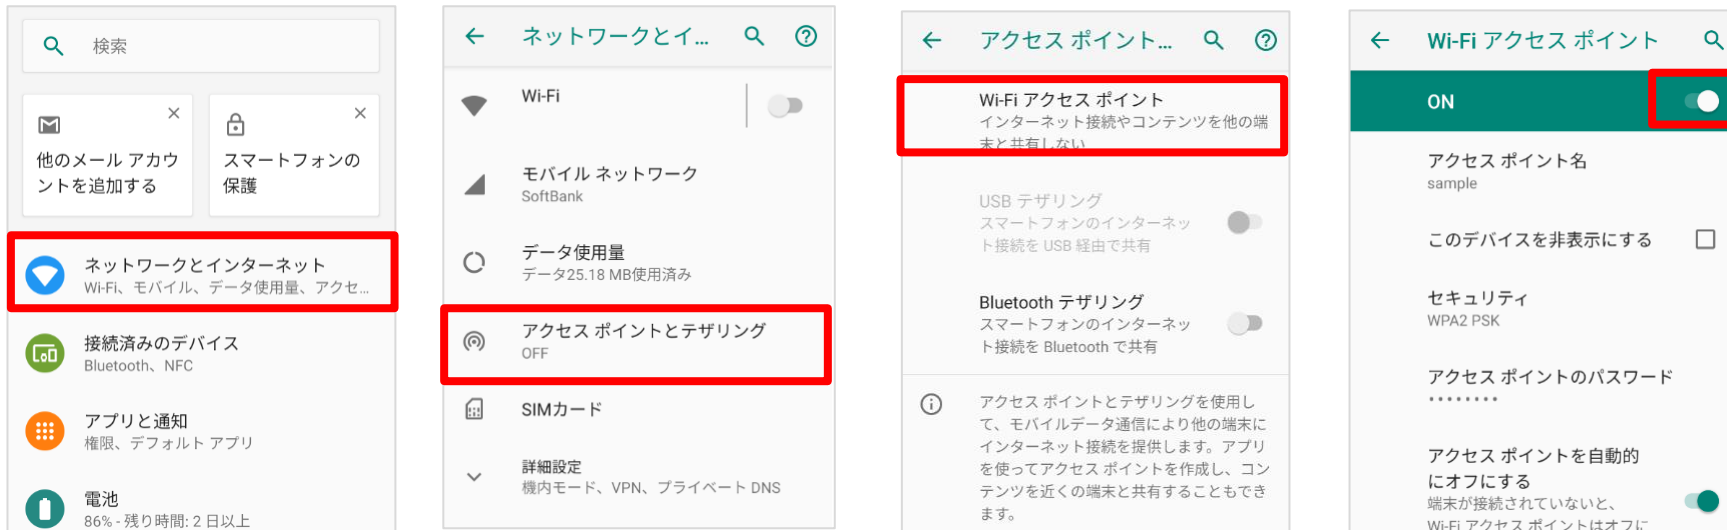 検索
他のメール アカウ
ントを追加する
スマートフォンの
保護
ネットワークとインターネット
Wi-Fi、モバイル、データ使用量、アクセ...
接続済みのデバイス
Bluetooth、NFC
アプリと通知
権限、デフォルト アプリ
電池
86% - 残り時間: 2 日以上
ネットワークとイ...
Wi-Fi
モバイル ネットワーク
SoftBank
データ使用量
データ25.18 MB使用済み
アクセス ポイントとテザリング
OFF
SIMカード
詳細設定
機内モード、VPN、プライベート DNS
アクセス ポイント...
Wi-Fi アクセス ポイント
インターネット接続やコンテンツを他の端
末と共有しない
USB テザリング
スマートフォンのインターネッ
ト接続を USB 経由で共有
Bluetooth テザリング
スマートフォンのインターネッ
ト接続を Bluetooth で共有
アクセス ポイントとテザリングを使用し
て、モバイルデータ通信により他の端末に
インターネット接続を提供します。アプリ
を使ってアクセス ポイントを作成し、コン
テンツを近くの端末と共有することもでき
ます。
Wi-Fi アクセス ポイント
ON
アクセス ポイント名
sample
このデバイスを非表示にする
セキュリティ
WPA2 PSK
アクセス ポイントのパスワード
••••••••
アクセス ポイントを自動的
にオフにする
端末が接続されていないと、
Wi-Fi アクセス ポイントはオフに